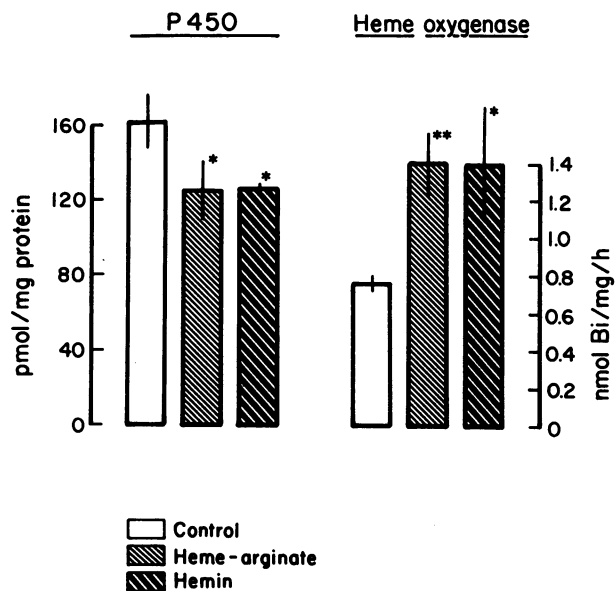 P450
Heme oxygenase
pmol/mg protein
160
120
80
40
0
*
*
**
*
1.4
1.2
1.0
0.8
0.6
0.4
0.2
0
nmol Bi/mg/h
Control
Heme-arginate
Hemin